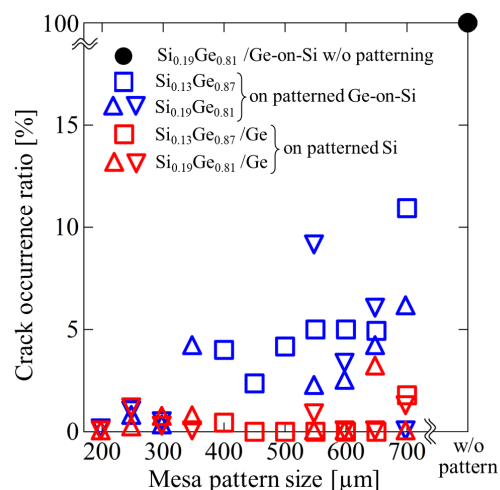 100
Si0.19Ge0.81 /Ge-on-Si w/o patterning
Si0.13Ge0.87
Si0.19Ge0.81
on patterned Ge-on-Si
15
Si0.13Ge0.87 /Ge
Si0.19Ge0.81 /Ge
on patterned Si
10
5
0
Crack occurrence ratio [%]
200 300 400 500 600 700 w/o
pattern
Mesa pattern size [µm]